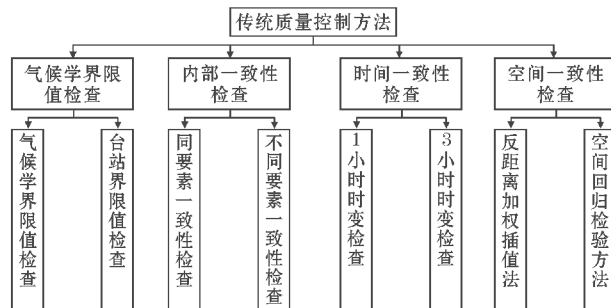 传统质量控制方法
气候学界限
值检查
内部一致性
检查
时间一致性
检查
空间一致性
检查
气候学界限值检查
台站界限值检查
同要素一致性检查
不同要素一致性检查
1小时时变检查
3小时时变检查
反距离加权插值法
空间回归检验方法